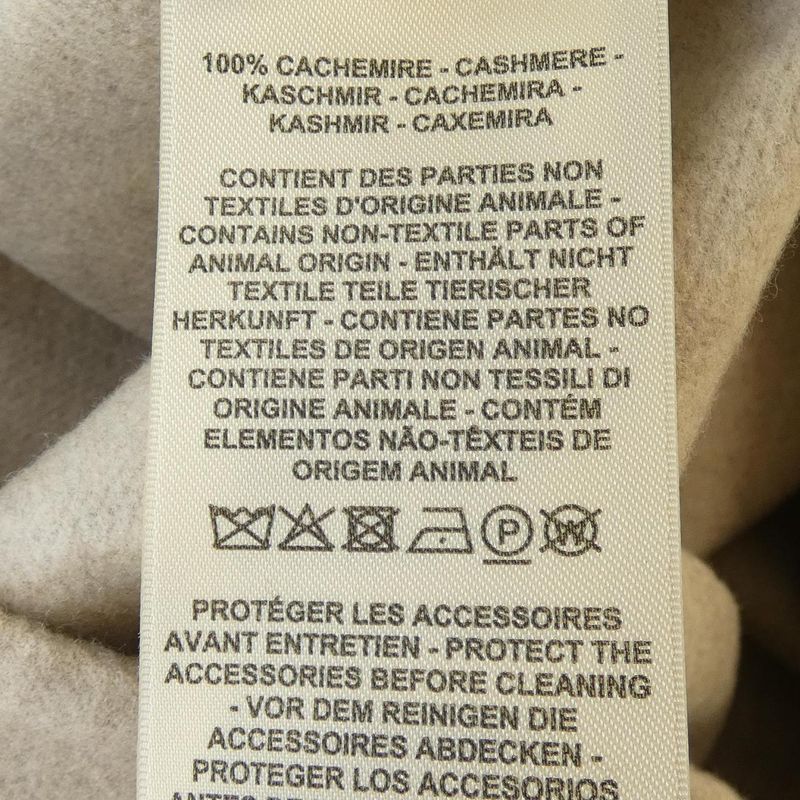 100% CACHEMIRE - CASHMERE -
KASCHMIR - CACHEMIRA -
KASHMIR - CAXEMIRA
CONTIENT DES PARTIES NON
TEXTILES D'ORIGINE ANIMALE -
CONTAINS NON-TEXTILE PARTS OF
ANIMAL ORIGIN - ENTHÄLT NICHT
TEXTILE TEILE TIERISCHER
HERKUNFT - CONTIENE PARTES NO
TEXTILES DE ORIGEN ANIMAL -
CONTIENE PARTI NON TESSILI DI
ORIGINE ANIMALE - CONTÉM
ELEMENTOS NÃO-TÊXTEIS DE
ORIGEM ANIMAL
P W
PROTÉGER LES ACCESSOIRES
AVANT ENTRETIEN - PROTECT THE
ACCESSORIES BEFORE CLEANING
- VOR DEM REINIGEN DIE
ACCESSOIRES ABDECKEN -
PROTEGER LOS ACCESORIOS
ANTES